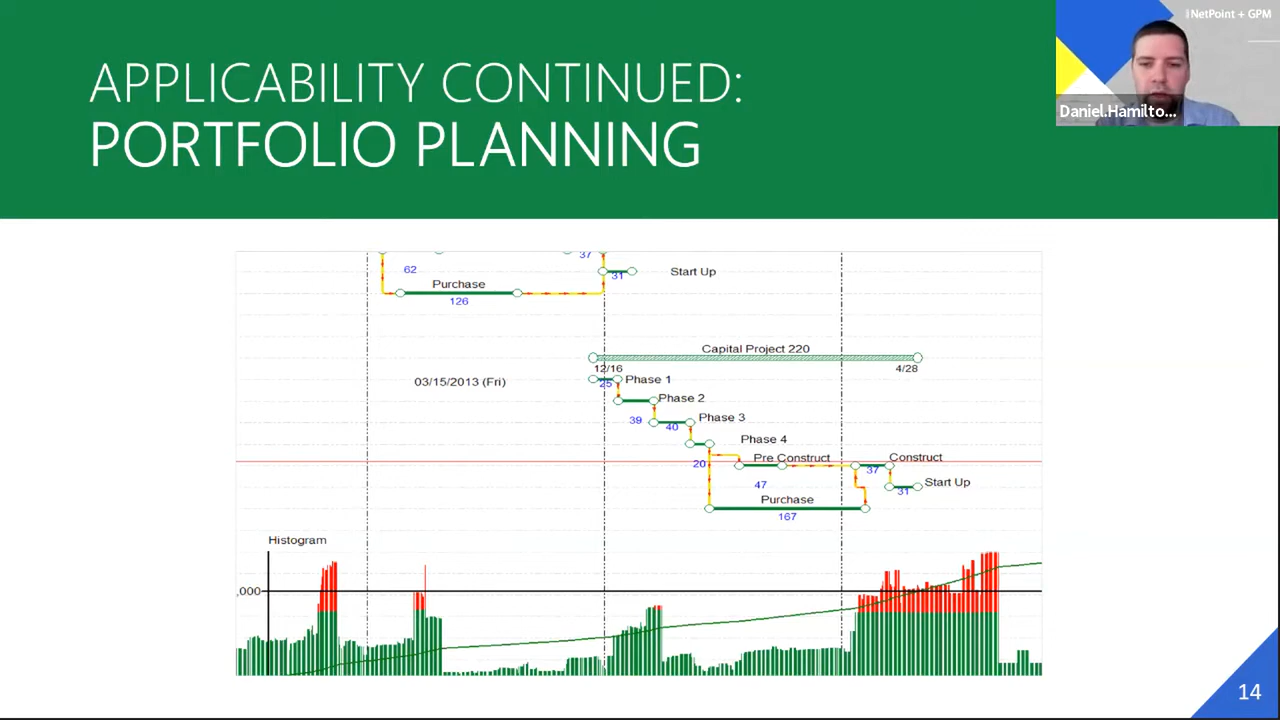 NetPoint + GPM
Daniel.Hamilto...
APPLICABILITY CONTINUED:
PORTFOLIO PLANNING
37
62
31
Start Up
Purchase
126
Capital Project 220
12/16
4/28
03/15/2013 (Fri)
25
Phase 1
Phase 2
39
40
Phase 3
Phase 4
20
Pre Construct
37
Construct
47
31
Start Up
Purchase
167
Histogram
,000
14